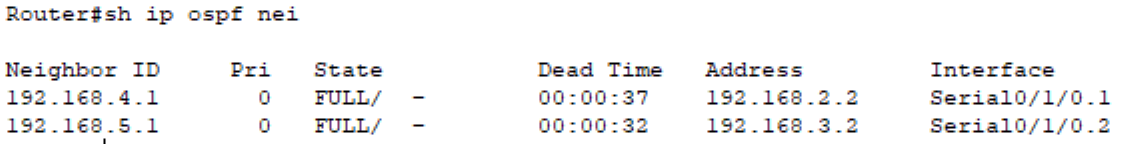 Router#sh ip ospf nei
Neighbor ID Pri State Dead Time Address Interface
192.168.4.1 0 FULL/ - 00:00:37 192.168.2.2 Serial0/1/0.1
192.168.5.1 0 FULL/ - 00:00:32 192.168.3.2 Serial0/1/0.2